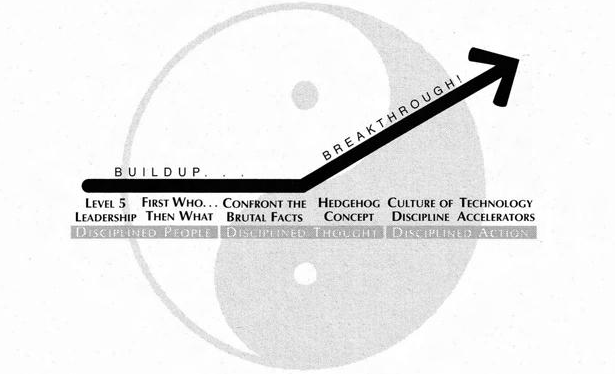 BUILDUP. . .
BREAKTHROUGH!
LEVEL 5 FIRST WHO... CONFRONT THE HEDGEHOG CULTURE OF TECHNOLOGY
LEADERSHIP THEN WHAT BRUTAL FACTS CONCEPT DISCIPLINE ACCELERATORS
DISCIPLINED PEOPLE DISCIPLINED THOUGHT DISCIPLINED ACTION